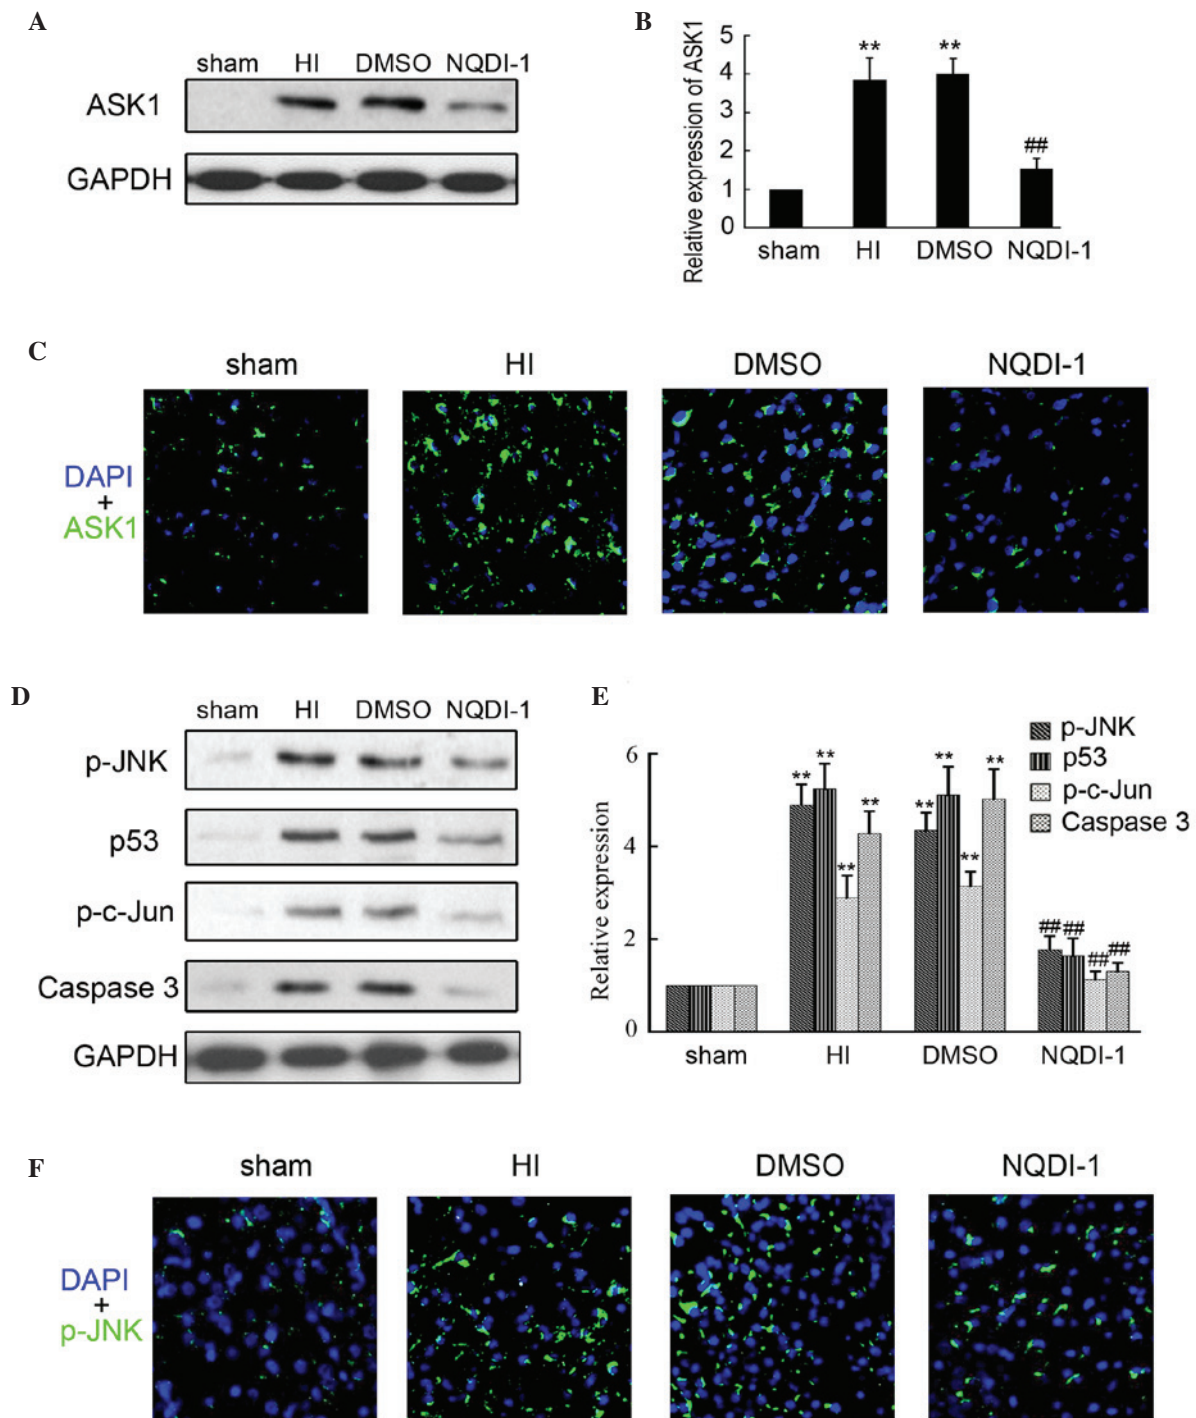 A
sham HI DMSO NQDI-1
ASK1
GAPDH
B
Relative expression of ASK1
5
4
3
2
1
0
** ** ##
sham HI DMSO NQDI-1
C
sham HI DMSO NQDI-1
DAPI
+
ASK1
D
sham HI DMSO NQDI-1
p-JNK
p53
p-c-Jun
Caspase 3
GAPDH
E
p-JNK
p53
p-c-Jun
Caspase 3
Relative expression
6
4
2
0
** ** ** **
** ** ** **
## ## ## ##
sham HI DMSO NQDI-1
F
sham HI DMSO NQDI-1
DAPI
+
p-JNK